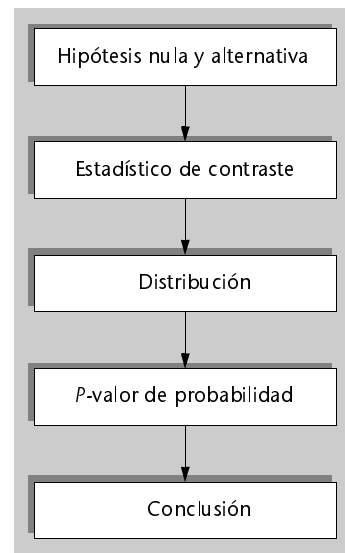 Hipótesis nula y alternativa
Estadístico de contraste
Distribución
P-valor de probabilidad
Conclusión